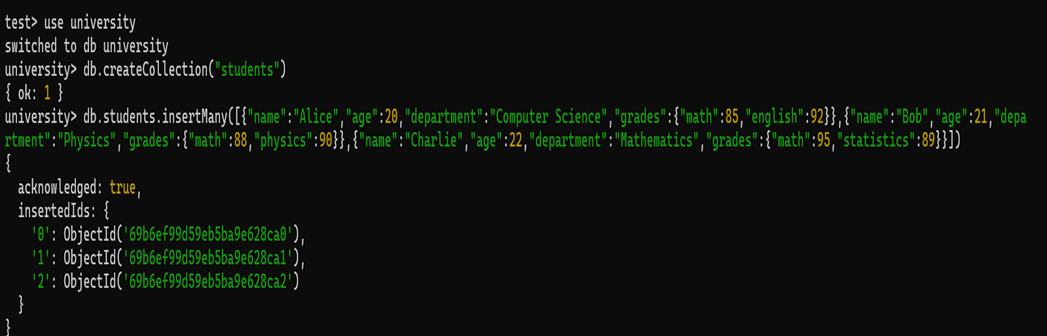 test> use university
switched to db university
university> db.createCollection("students")
{ ok: 1 }
university> db.students.insertMany([{"name":"Alice","age":20,"department":"Computer Science","grades":{"math":85,"english":92}},{"name":"Bob","age":21,"depa
rtment":"Physics","grades":{"math":88,"physics":90}},{"name":"Charlie","age":22,"department":"Mathematics","grades":{"math":95,"statistics":89}}])
{
  acknowledged: true,
  insertedIds: {
    '0': ObjectId('69b6ef99d59eb5ba9e628ca0'),
    '1': ObjectId('69b6ef99d59eb5ba9e628ca1'),
    '2': ObjectId('69b6ef99d59eb5ba9e628ca2')
  }
}